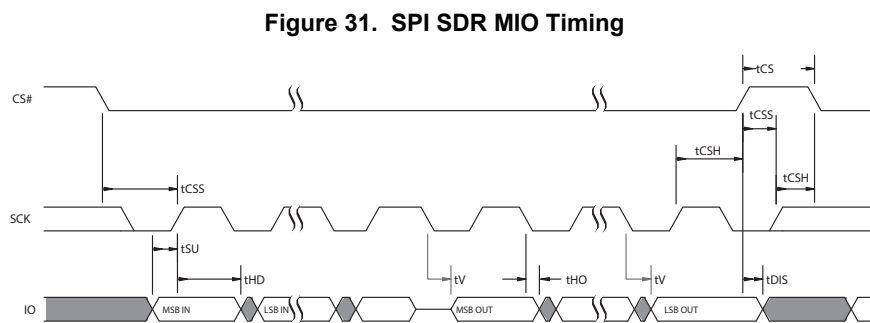 Figure 31. SPI SDR MIO Timing
tCS
CS#
tCSS
tCSH
tCSS
tCSH
SCK
tSU
tHD
tV
tHO
tV
tDIS
IO
MSB IN
LSB IN
MSB OUT
LSB OUT